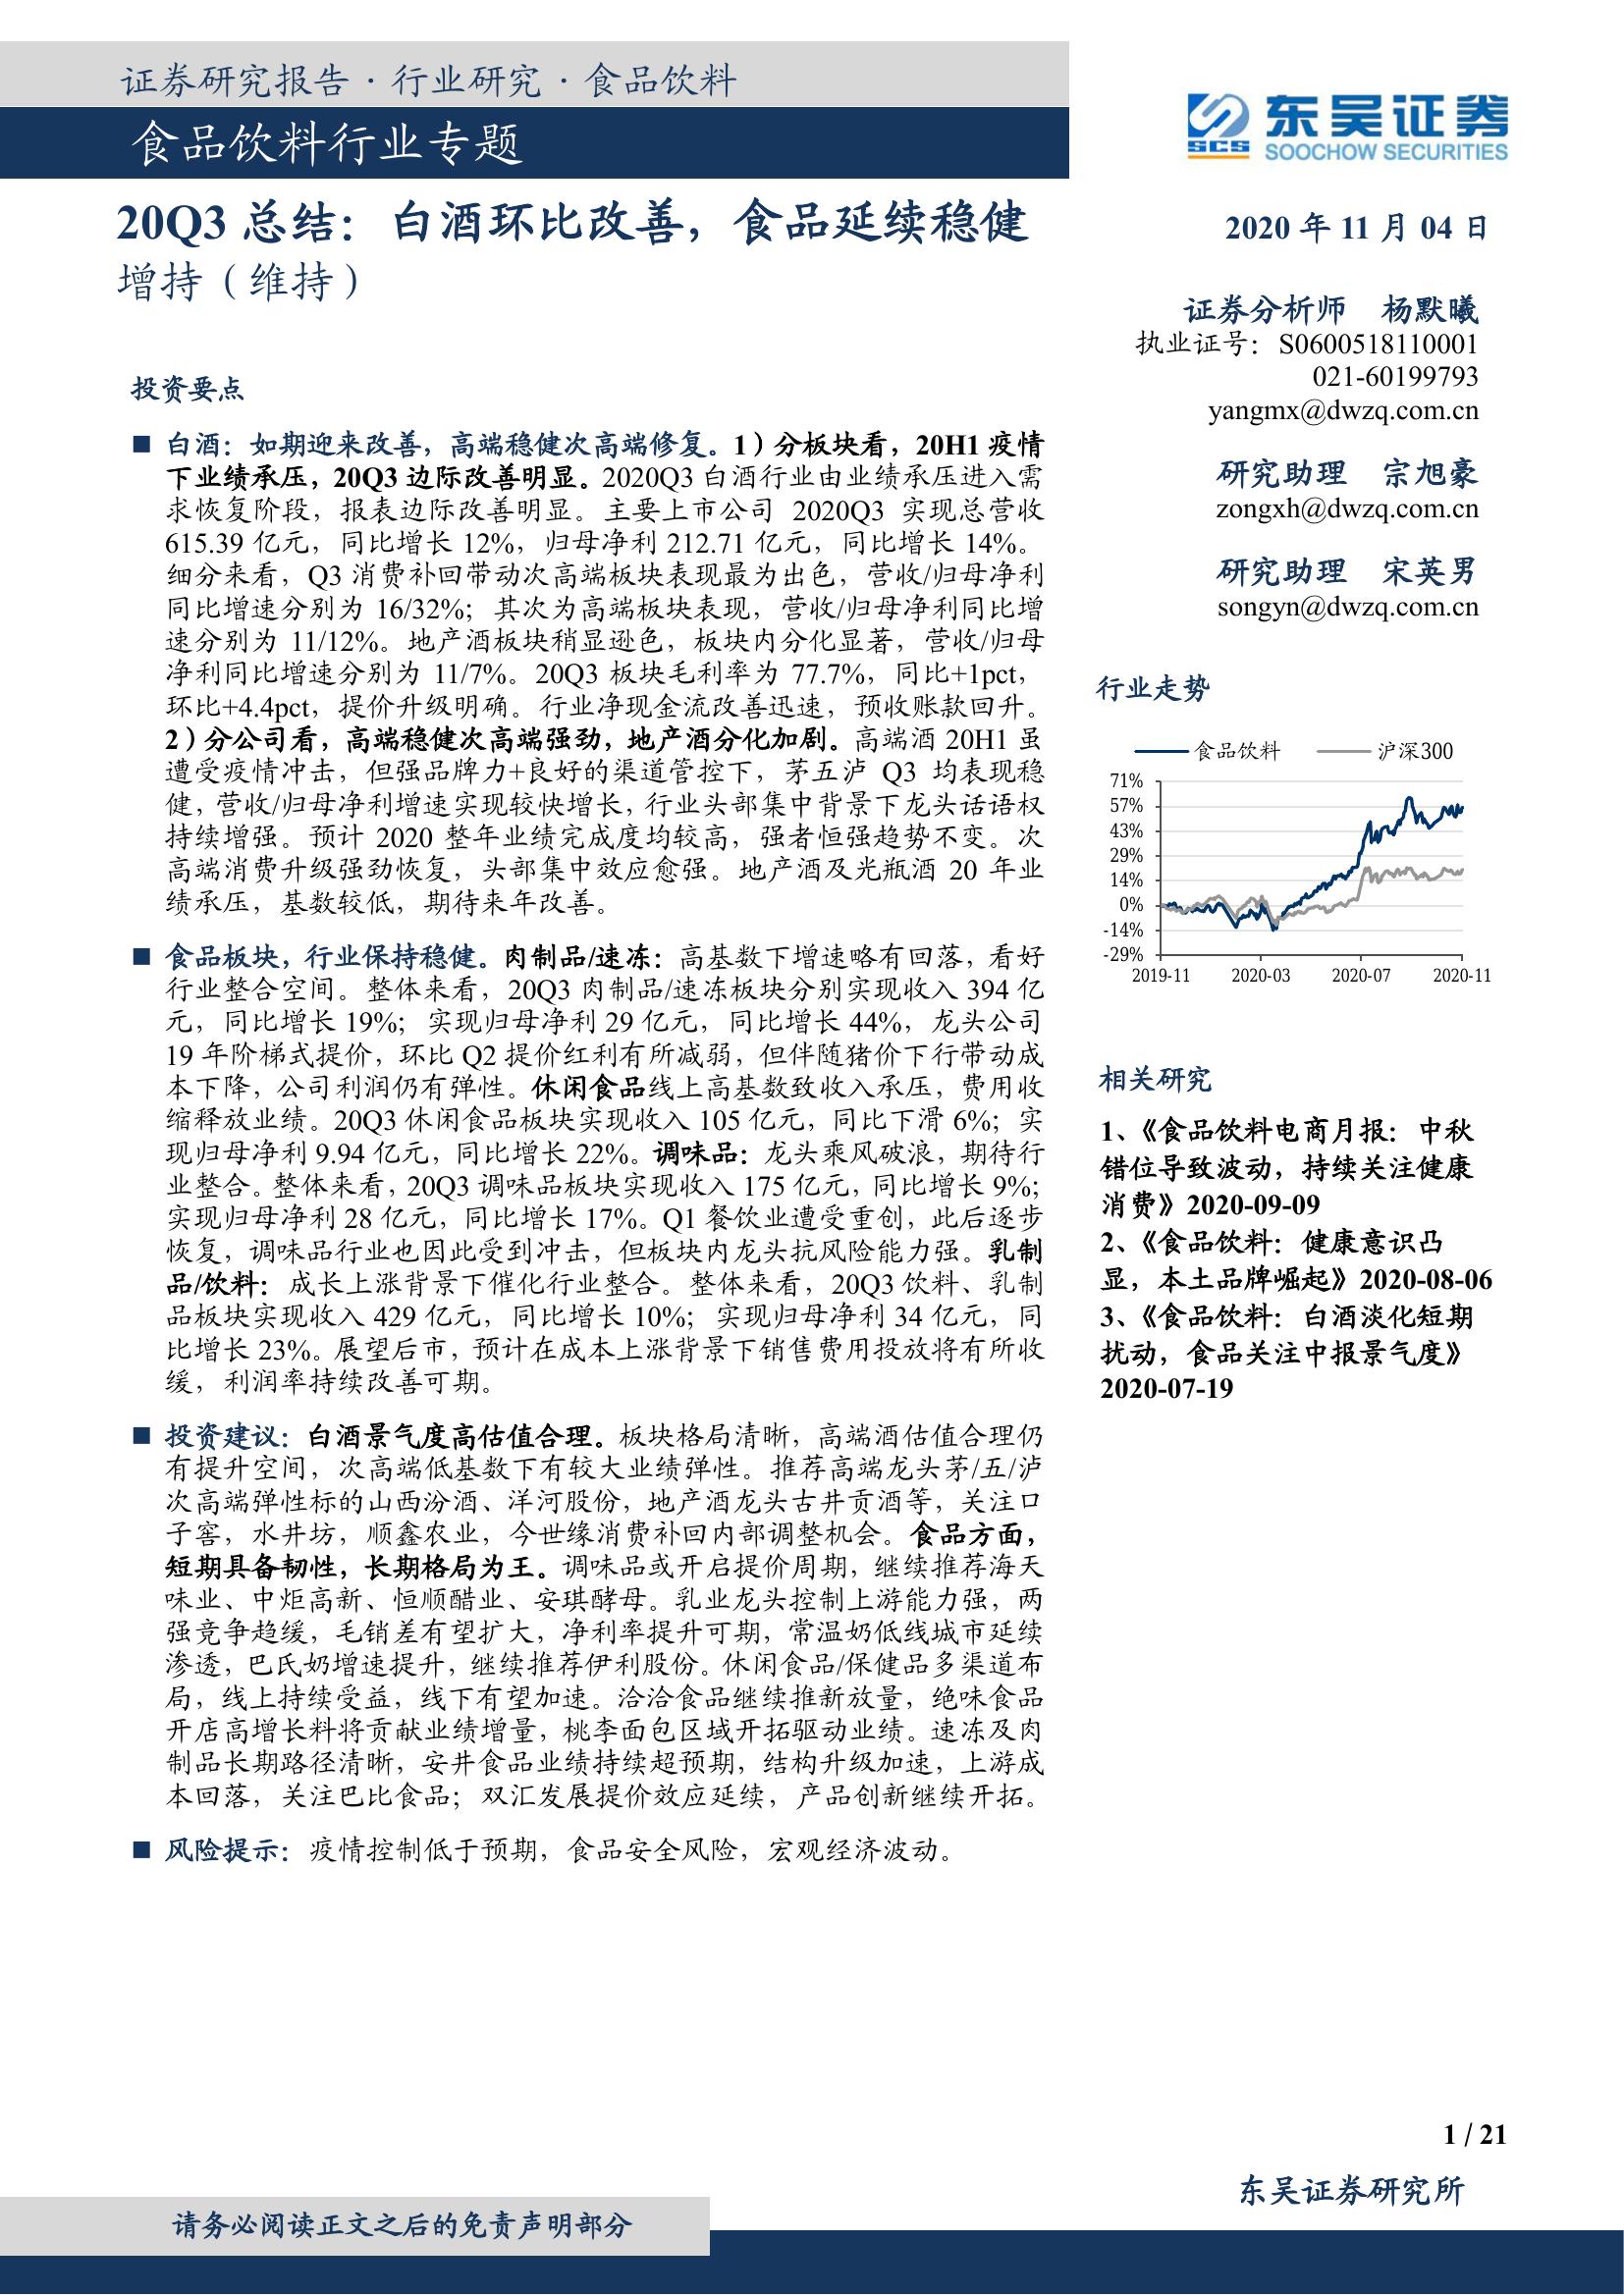 证券研究报告 · 行业研究 · 食品饮料
食品饮料行业专题
东吴证券
SCS
SOOCHOW SECURITIES
20Q3 总结：白酒环比改善，食品延续稳健
增持（维持）
2020 年 11 月 04 日
证券分析师 杨默曦
执业证号：S0600518110001
021-60199793
yangmx@dwzq.com.cn
研究助理 宗旭豪
zongxh@dwzq.com.cn
研究助理 宋英男
songyn@dwzq.com.cn
投资要点
■ 白酒：如期迎来改善，高端稳健次高端修复。1）分板块看，20H1 疫情
下业绩承压，20Q3 边际改善明显。2020Q3 白酒行业由业绩承压进入需
求恢复阶段，报表边际改善明显。主要上市公司 2020Q3 实现总营收
615.39 亿元，同比增长 12%，归母净利 212.71 亿元，同比增长 14%。
细分来看，Q3 消费补回带动次高端板块表现最为出色，营收/归母净利
同比增速分别为 16/32%；其次为高端板块表现，营收/归母净利同比增
速分别为 11/12%。地产酒板块稍显逊色，板块内分化显著，营收/归母
净利同比增速分别为 11/7%。20Q3 板块毛利率为 77.7%，同比+1pct，
环比+4.4pct，提价升级明确。行业净现金流改善迅速，预收账款回升。
2）分公司看，高端稳健次高端强劲，地产酒分化加剧。高端酒 20H1 虽
遭受疫情冲击，但强品牌力+良好的渠道管控下，茅五泸 Q3 均表现稳
健，营收/归母净利增速实现较快增长，行业头部集中背景下龙头话语权
持续增强。预计 2020 整年业绩完成度均较高，强者恒强趋势不变。次
高端消费升级强劲恢复，头部集中效应愈强。地产酒及光瓶酒 20 年业
绩承压，基数较低，期待来年改善。
■ 食品板块，行业保持稳健。肉制品/速冻：高基数下增速略有回落，看好
行业整合空间。整体来看，20Q3 肉制品/速冻板块分别实现收入 394 亿
元，同比增长 19%；实现归母净利 29 亿元，同比增长 44%，龙头公司
19 年阶梯式提价，环比 Q2 提价红利有所减弱，但伴随猪价下行带动成
本下降，公司利润仍有弹性。休闲食品线上高基数致收入承压，费用收
缩释放业绩。20Q3 休闲食品板块实现收入 105 亿元，同比下滑 6%；实
现归母净利 9.94 亿元，同比增长 22%。调味品：龙头乘风破浪，期待行
业整合。整体来看，20Q3 调味品板块实现收入 175 亿元，同比增长 9%；
实现归母净利 28 亿元，同比增长 17%。Q1 餐饮业遭受重创，此后逐步
恢复，调味品行业也因此受到冲击，但板块内龙头抗风险能力强。乳制
品/饮料：成长上涨背景下催化行业整合。整体来看，20Q3 饮料、乳制
品板块实现收入 429 亿元，同比增长 10%；实现归母净利 34 亿元，同
比增长 23%。展望后市，预计在成本上涨背景下销售费用投放将有所收
缓，利润率持续改善可期。
■ 投资建议：白酒景气度高估值合理。板块格局清晰，高端酒估值合理仍
有提升空间，次高端低基数下有较大业绩弹性。推荐高端龙头茅/五/泸
次高端弹性标的山西汾酒、洋河股份，地产酒龙头古井贡酒等，关注口
子窖，水井坊，顺鑫农业，今世缘消费补回内部调整机会。食品方面，
短期具备韧性，长期格局为王。调味品或开启提价周期，继续推荐海天
味业、中炬高新、恒顺醋业、安琪酵母。乳业龙头控制上游能力强，两
强竞争趋缓，毛销差有望扩大，净利率提升可期，常温奶低线城市延续
渗透，巴氏奶增速提升，继续推荐伊利股份。休闲食品/保健品多渠道布
局，线上持续受益，线下有望加速。洽洽食品继续推新放量，绝味食品
开店高增长料将贡献业绩增量，桃李面包区域开拓驱动业绩。速冻及肉
制品长期路径清晰，安井食品业绩持续超预期，结构升级加速，上游成
本回落，关注巴比食品；双汇发展提价效应延续，产品创新继续开拓。
■ 风险提示：疫情控制低于预期，食品安全风险，宏观经济波动。
行业走势
食品饮料 沪深300
71%
57%
43%
29%
14%
0%
-14%
-29%
2019-11 2020-03 2020-07 2020-11
相关研究
1、《食品饮料电商月报：中秋
错位导致波动，持续关注健康
消费》2020-09-09
2、《食品饮料：健康意识凸
显，本土品牌崛起》2020-08-06
3、《食品饮料：白酒淡化短期
扰动，食品关注中报景气度》
2020-07-19
1 / 21
东吴证券研究所
请务必阅读正文之后的免责声明部分